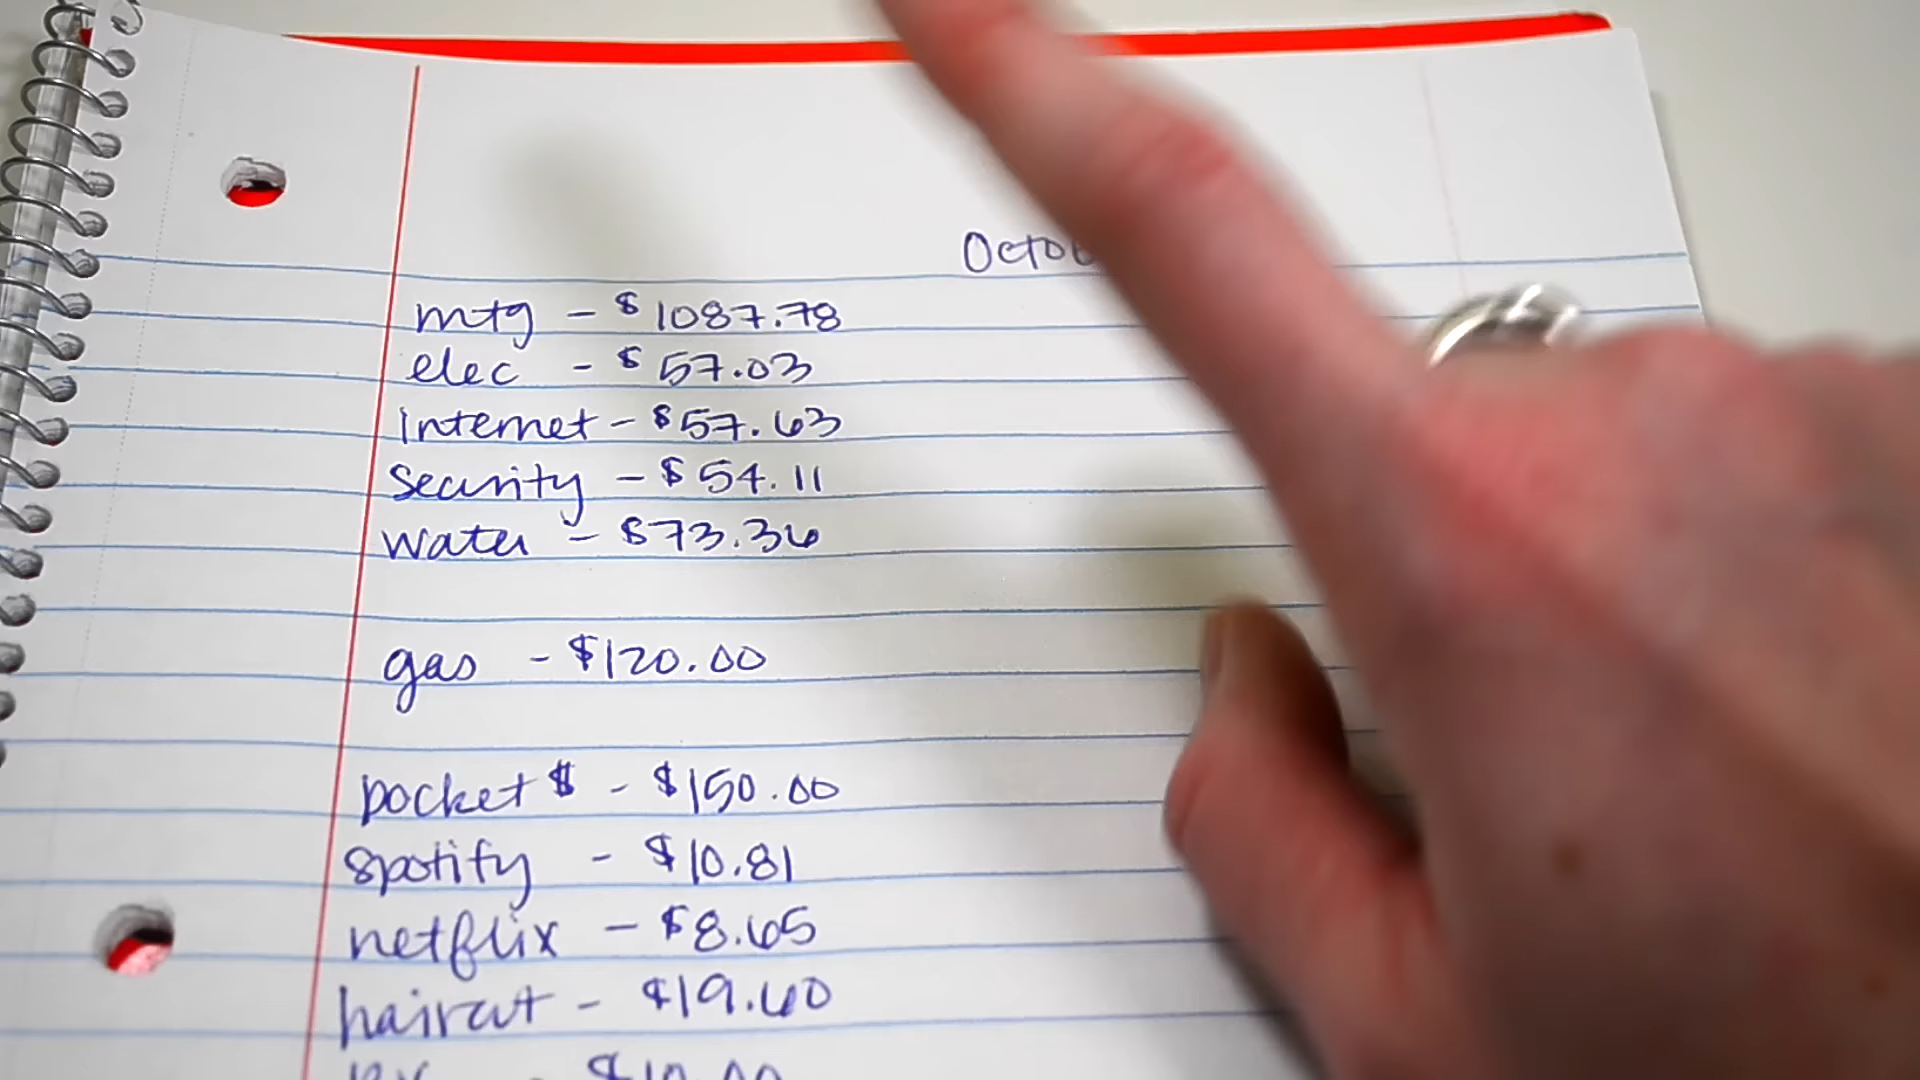 Octo
mtg - $1087.78
elec - $57.03
Internet - $57.63
Security - $54.11
water - $73.36
gas - $120.00
pocket $ - $150.00
spotify - $10.81
netflix - $8.65
haircut - $19.60